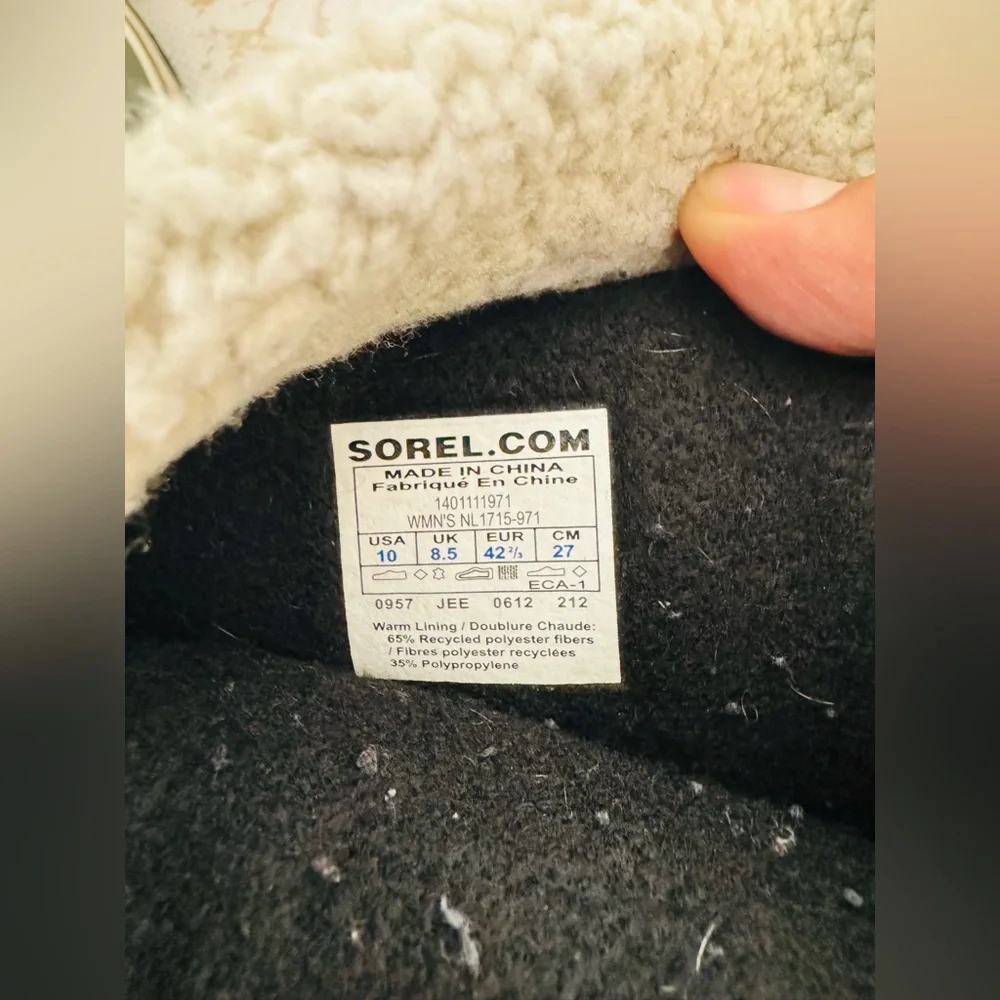 SOREL.COM
MADE IN CHINA
Fabriqué En Chine
1401111971
WMN'S NL1715-971
USA UK EUR CM
10 8.5 42 2/3 27
ECA-1
0957 JEE 0612 212
Warm Lining / Doublure Chaude:
65% Recycled polyester fibers
/ Fibres polyester recyclées
35% Polypropylene